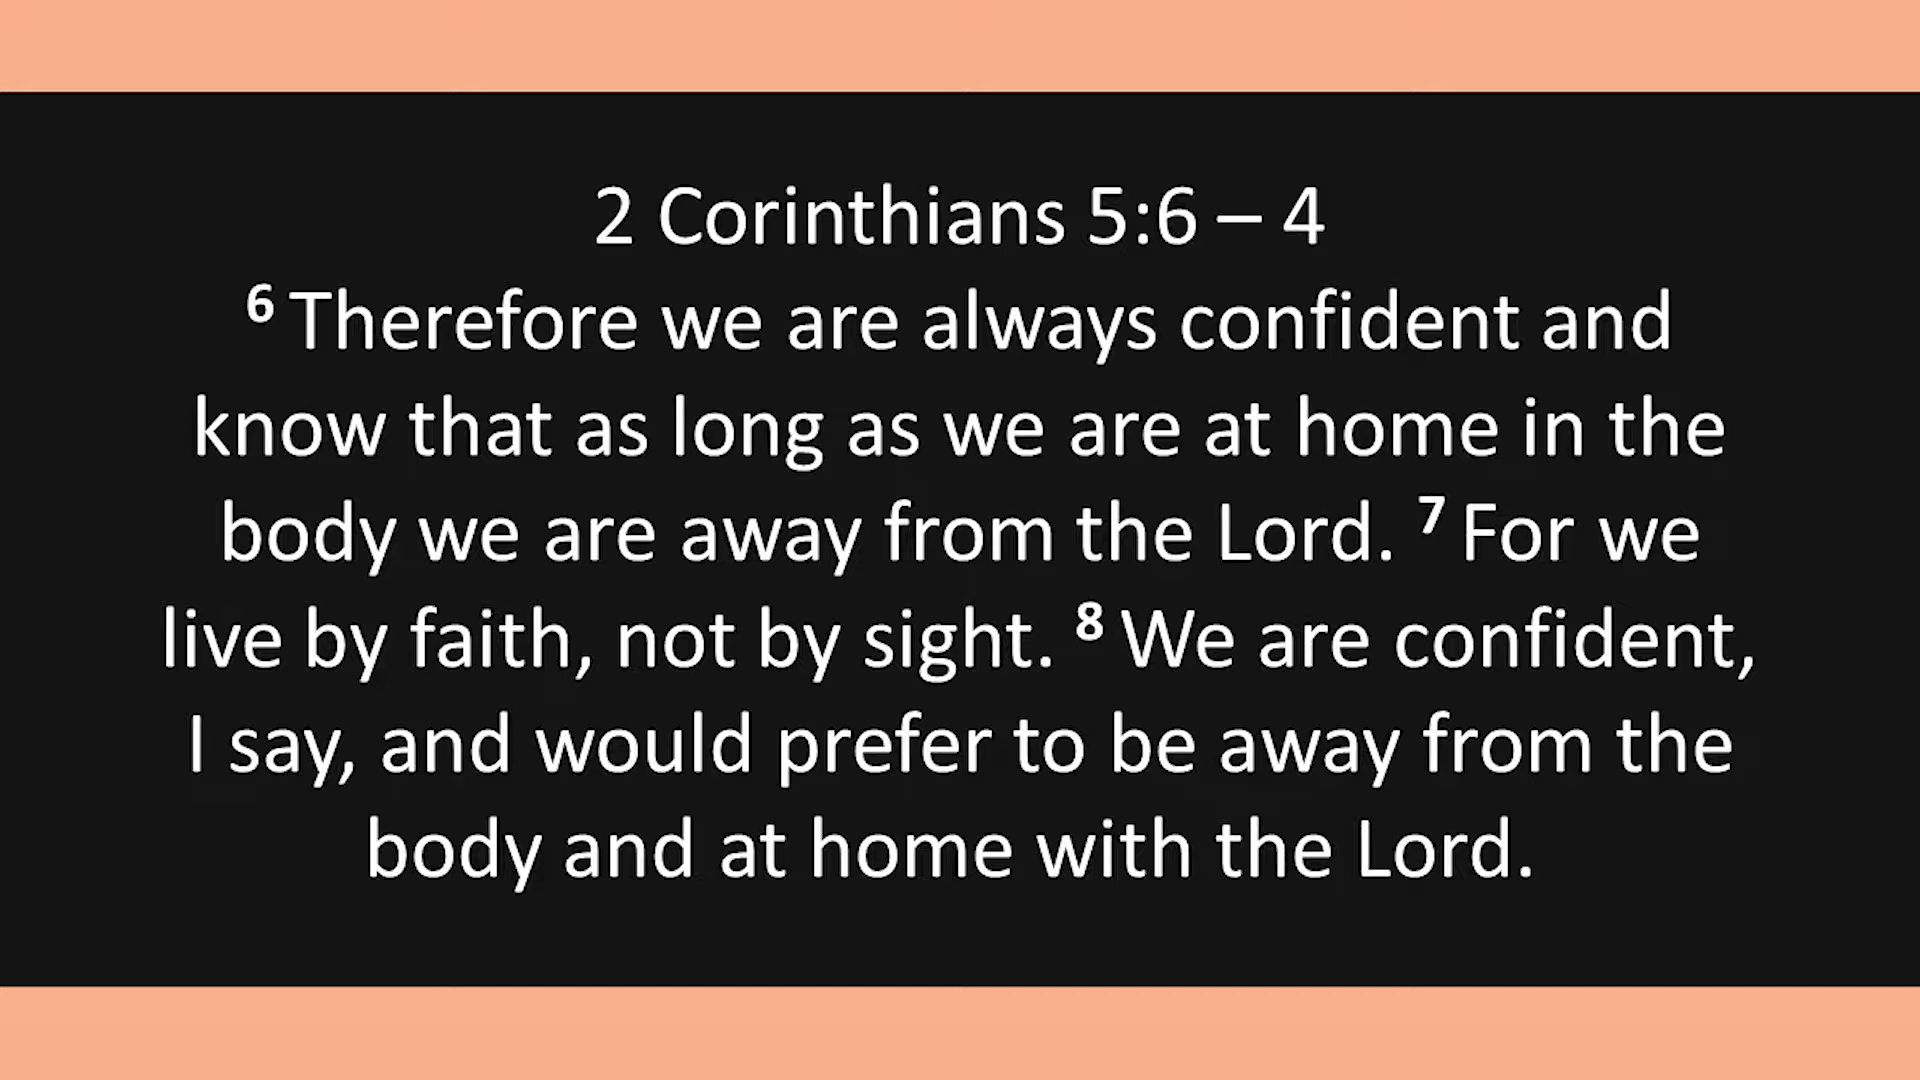 2 Corinthians 5:6 – 4
6 Therefore we are always confident and
know that as long as we are at home in the
body we are away from the Lord. 7 For we
live by faith, not by sight. 8 We are confident,
I say, and would prefer to be away from the
body and at home with the Lord.